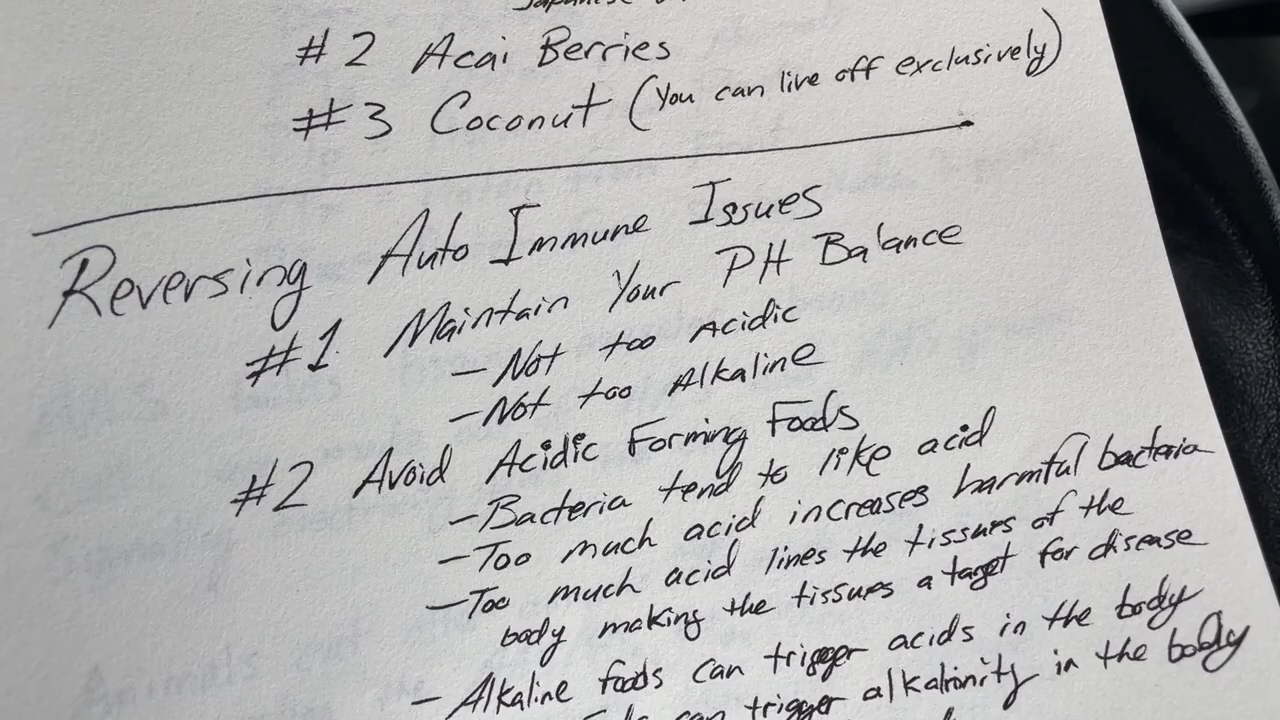 Japanese
#2 Acai Berries
#3 Coconut (You can live off exclusively)
Reversing Auto Immune Issues
#1 Maintain Your PH Balance
- Not too Acidic
- Not too Alkaline
#2 Avoid Acidic Forming Foods
- Bacteria tend to like acid
- Too much acid increases harmful bacteria
- Too much acid lines the tissues of the
body making the tissues a target for disease
- Alkaline foods can trigger acids in the body
can trigger alkalinity in the body